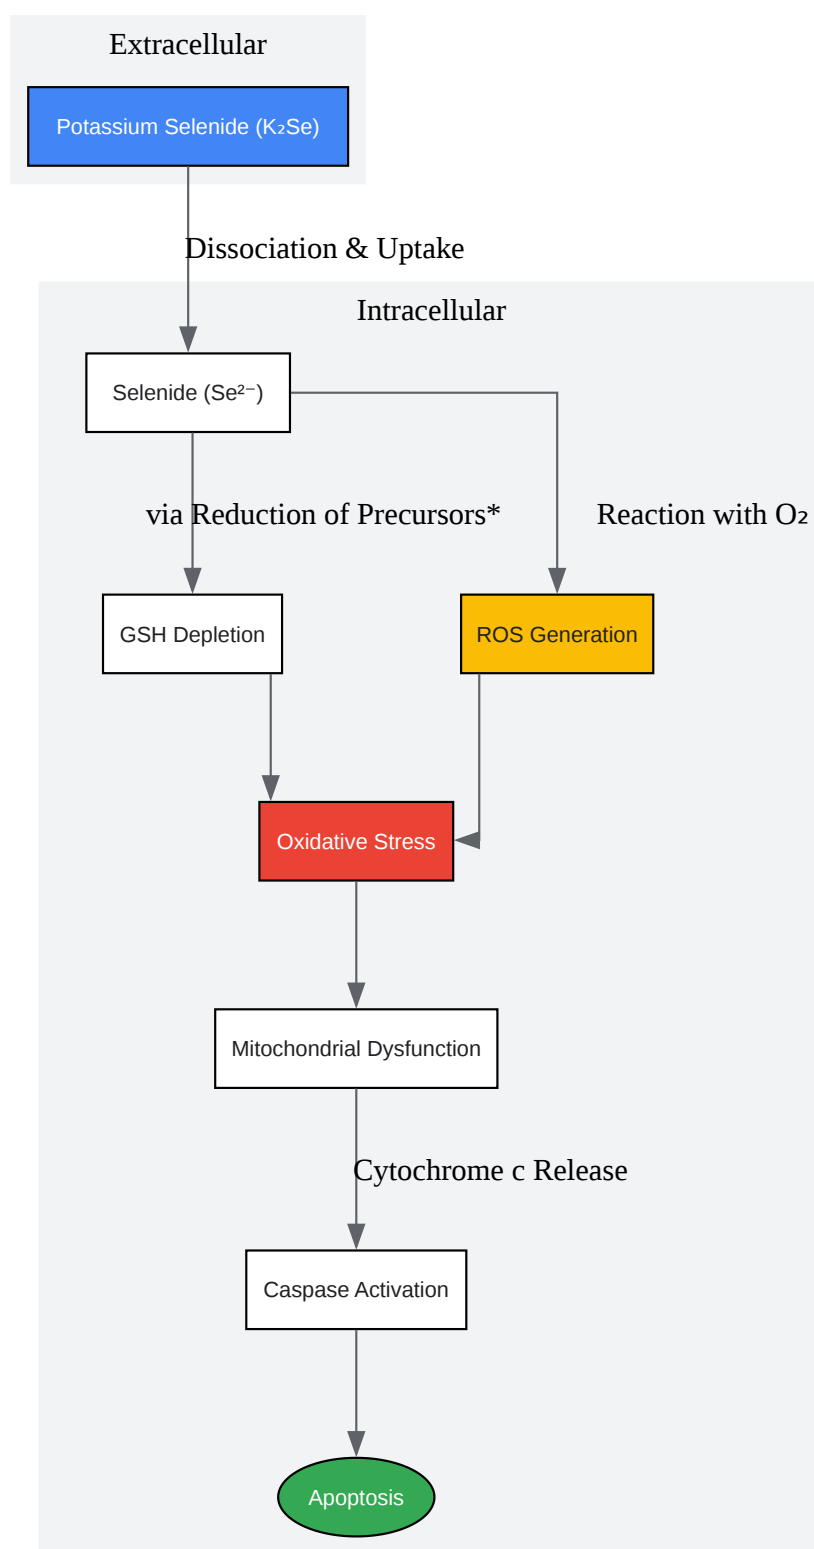 Extracellular
Potassium Selenide (K₂Se)
Dissociation & Uptake
Intracellular
Selenide (Se²⁻)
via Reduction of Precursors*
Reaction with O₂
GSH Depletion
ROS Generation
Oxidative Stress
Mitochondrial Dysfunction
Cytochrome c Release
Caspase Activation
Apoptosis